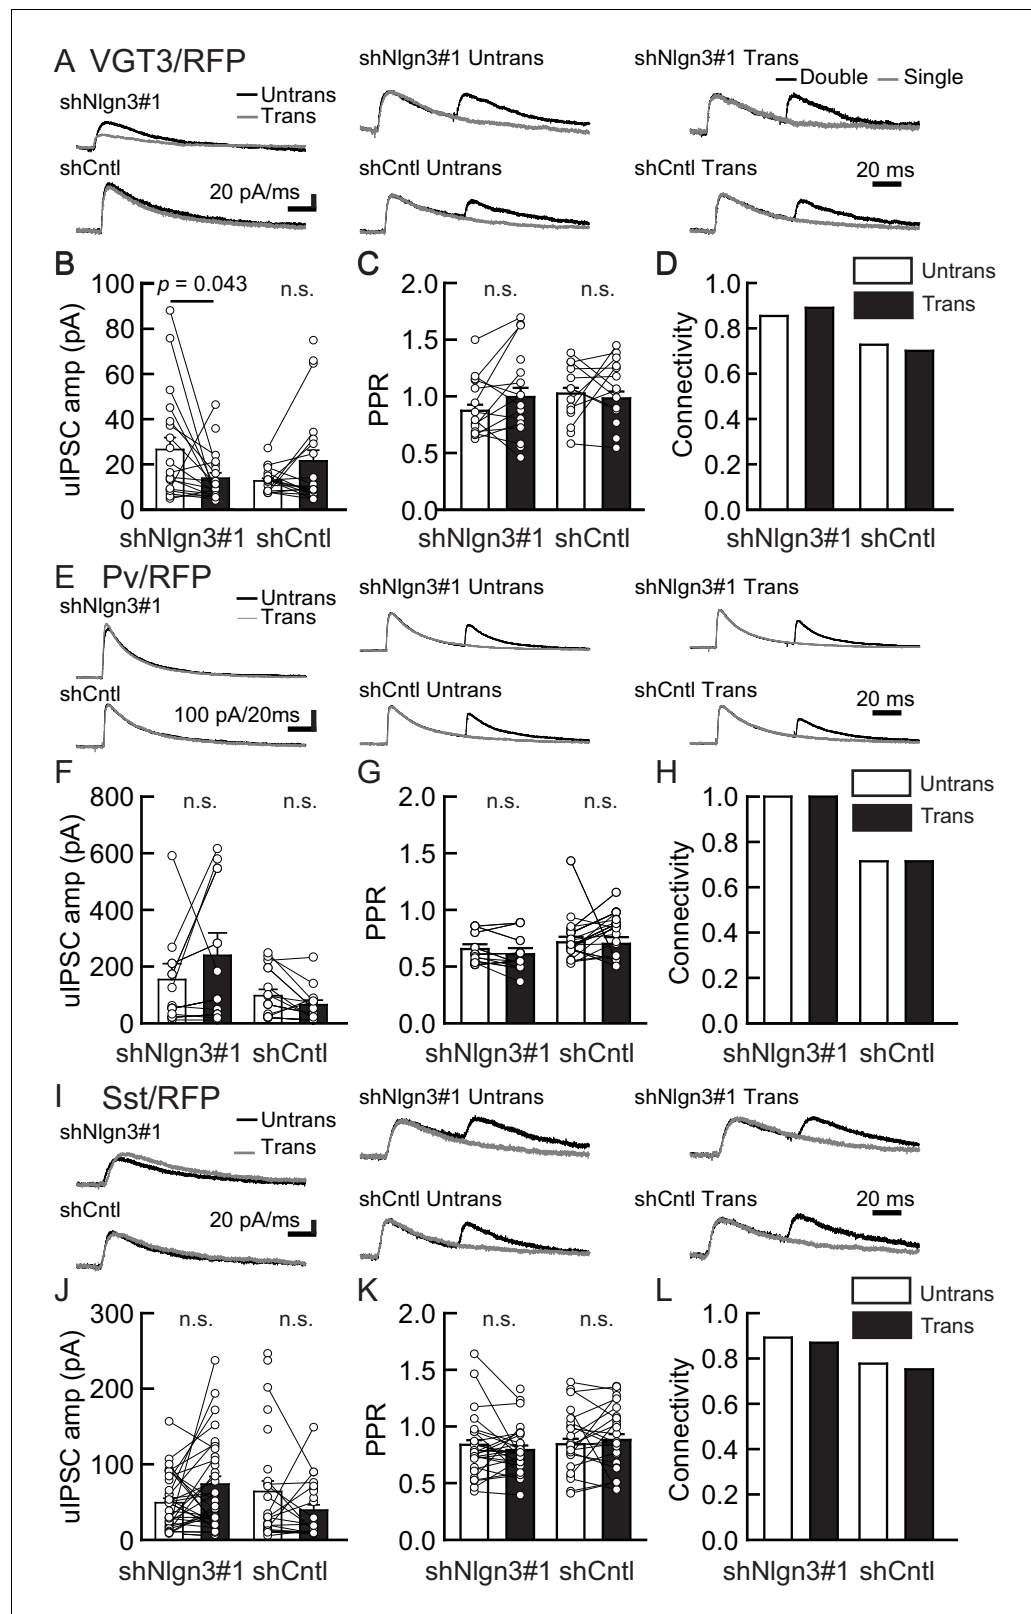 A VGT3/RFP
shNlgn3#1
Untrans
Trans
shNlgn3#1 Untrans
shNlgn3#1 Trans
Double
Single
shCntl
20 pA/ms
shCntl Untrans
shCntl Trans
20 ms
B
p = 0.043
n.s.
uIPSC amp (pA)
100
80
60
40
20
0
shNlgn3#1 shCntl
C
n.s.
n.s.
PPR
2.0
1.5
1.0
0.5
0.0
shNlgn3#1 shCntl
D
Untrans
Trans
Connectivity
1.0
0.8
0.6
0.4
0.2
0.0
shNlgn3#1 shCntl
E Pv/RFP
shNlgn3#1
Untrans
Trans
shNlgn3#1 Untrans
shNlgn3#1 Trans
shCntl
100 pA/20ms
shCntl Untrans
shCntl Trans
20 ms
F
n.s.
n.s.
uIPSC amp (pA)
800
600
400
200
0
shNlgn3#1 shCntl
G
n.s.
n.s.
PPR
2.0
1.5
1.0
0.5
0.0
shNlgn3#1 shCntl
H
Untrans
Trans
Connectivity
1.0
0.8
0.6
0.4
0.2
0.0
shNlgn3#1 shCntl
I Sst/RFP
shNlgn3#1
Untrans
Trans
shNlgn3#1 Untrans
shNlgn3#1 Trans
shCntl
20 pA/ms
shCntl Untrans
shCntl Trans
20 ms
J
n.s.
n.s.
uIPSC amp (pA)
300
200
100
0
shNlgn3#1 shCntl
K
n.s.
n.s.
PPR
2.0
1.5
1.0
0.5
0.0
shNlgn3#1 shCntl
L
Untrans
Trans
Connectivity
1.0
0.8
0.6
0.4
0.2
0.0
shNlgn3#1 shCntl